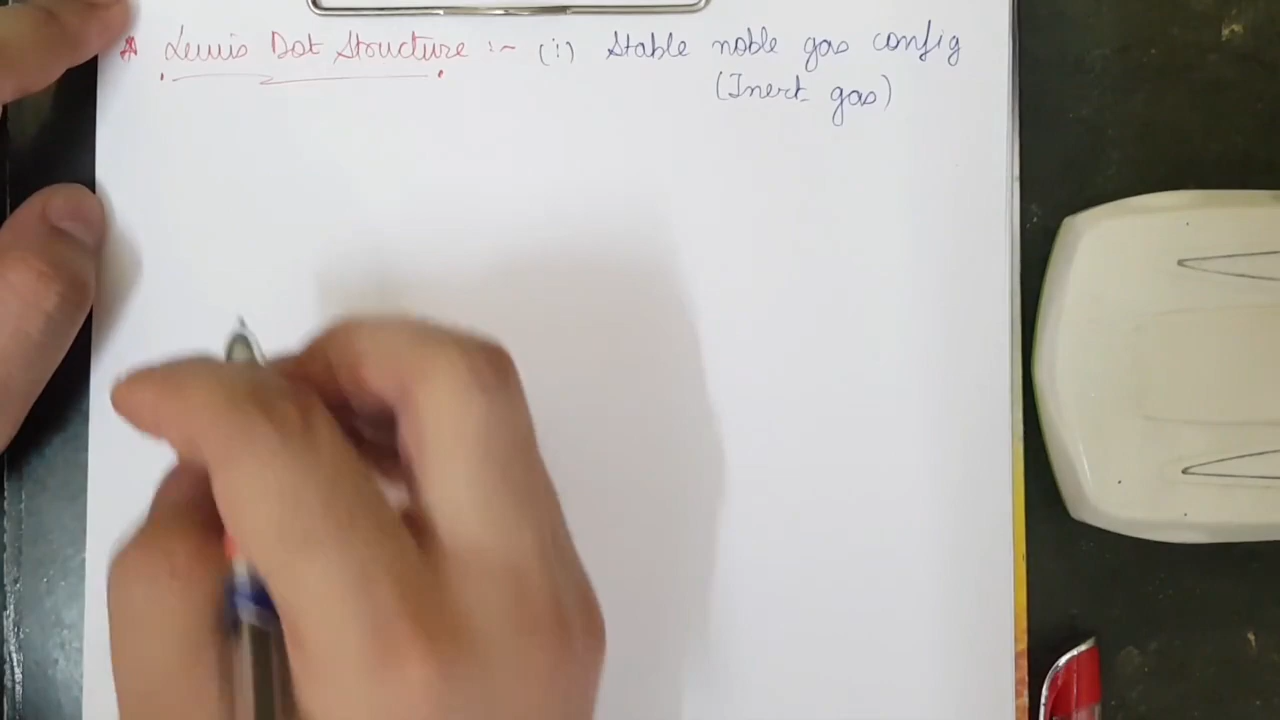 * Lewis Dot Structure :- (i) Stable noble gas config
(Inert gas)